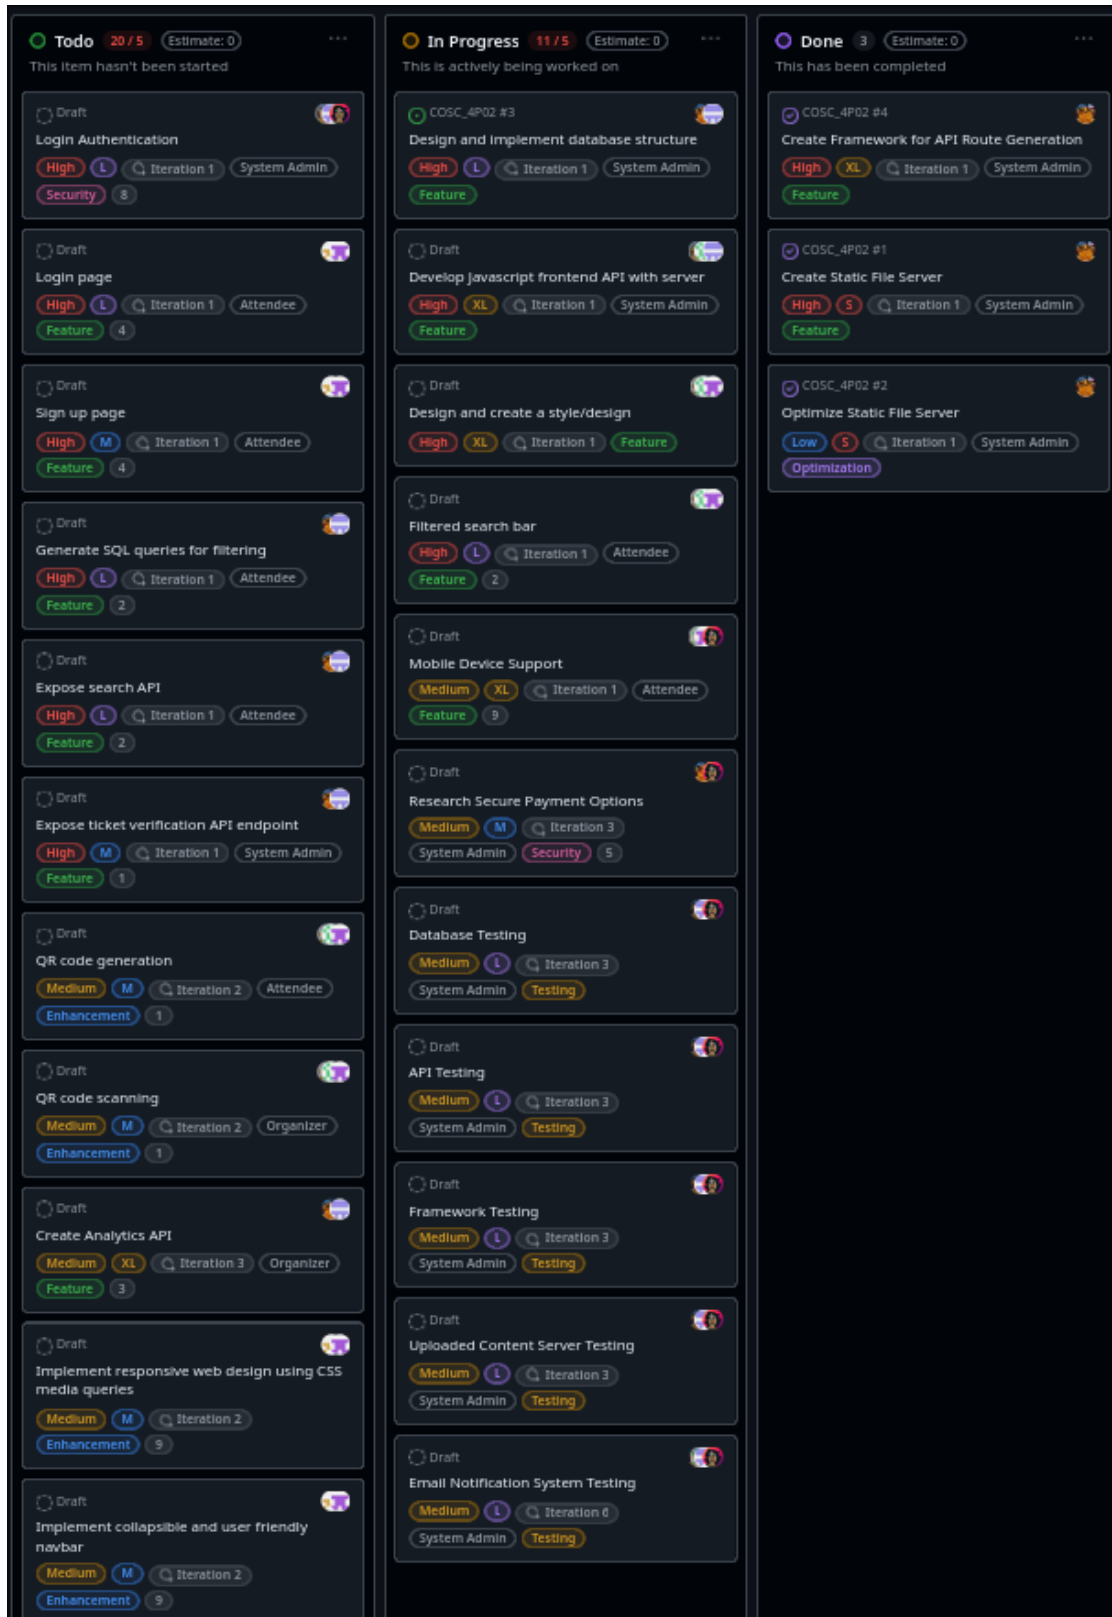 Todo 20 / 5 Estimate: 0 ...
This item hasn't been started
Draft
Login Authentication
High L Iteration 1 System Admin
Security 8
Draft
Login page
High L Iteration 1 Attendee
Feature 4
Draft
Sign up page
High M Iteration 1 Attendee
Feature 4
Draft
Generate SQL queries for filtering
High L Iteration 1 Attendee
Feature 2
Draft
Expose search API
High L Iteration 1 Attendee
Feature 2
Draft
Expose ticket verification API endpoint
High M Iteration 1 System Admin
Feature 1
Draft
QR code generation
Medium M Iteration 2 Attendee
Enhancement 1
Draft
QR code scanning
Medium M Iteration 2 Organizer
Enhancement 1
Draft
Create Analytics API
Medium XL Iteration 3 Organizer
Feature 3
Draft
Implement responsive web design using CSS
media queries
Medium M Iteration 2
Enhancement 9
Draft
Implement collapsible and user friendly
navbar
Medium M Iteration 2
Enhancement 9
In Progress 11 / 5 Estimate: 0 ...
This is actively being worked on
COSC_4P02 #3
Design and implement database structure
High L Iteration 1 System Admin
Feature
Draft
Develop Javascript frontend API with server
High XL Iteration 1 System Admin
Feature
Draft
Design and create a style/design
High XL Iteration 1 Feature
Draft
Filtered search bar
High L Iteration 1 Attendee
Feature 2
Draft
Mobile Device Support
Medium XL Iteration 1 Attendee
Feature 9
Draft
Research Secure Payment Options
Medium M Iteration 3
System Admin Security 5
Draft
Database Testing
Medium L Iteration 3
System Admin Testing
Draft
API Testing
Medium L Iteration 3
System Admin Testing
Draft
Framework Testing
Medium L Iteration 3
System Admin Testing
Draft
Uploaded Content Server Testing
Medium L Iteration 3
System Admin Testing
Draft
Email Notification System Testing
Medium L Iteration 6
System Admin Testing
Done 3 Estimate: 0 ...
This has been completed
COSC_4P02 #4
Create Framework for API Route Generation
High XL Iteration 1 System Admin
Feature
COSC_4P02 #1
Create Static File Server
High S Iteration 1 System Admin
Feature
COSC_4P02 #2
Optimize Static File Server
Low S Iteration 1 System Admin
Optimization